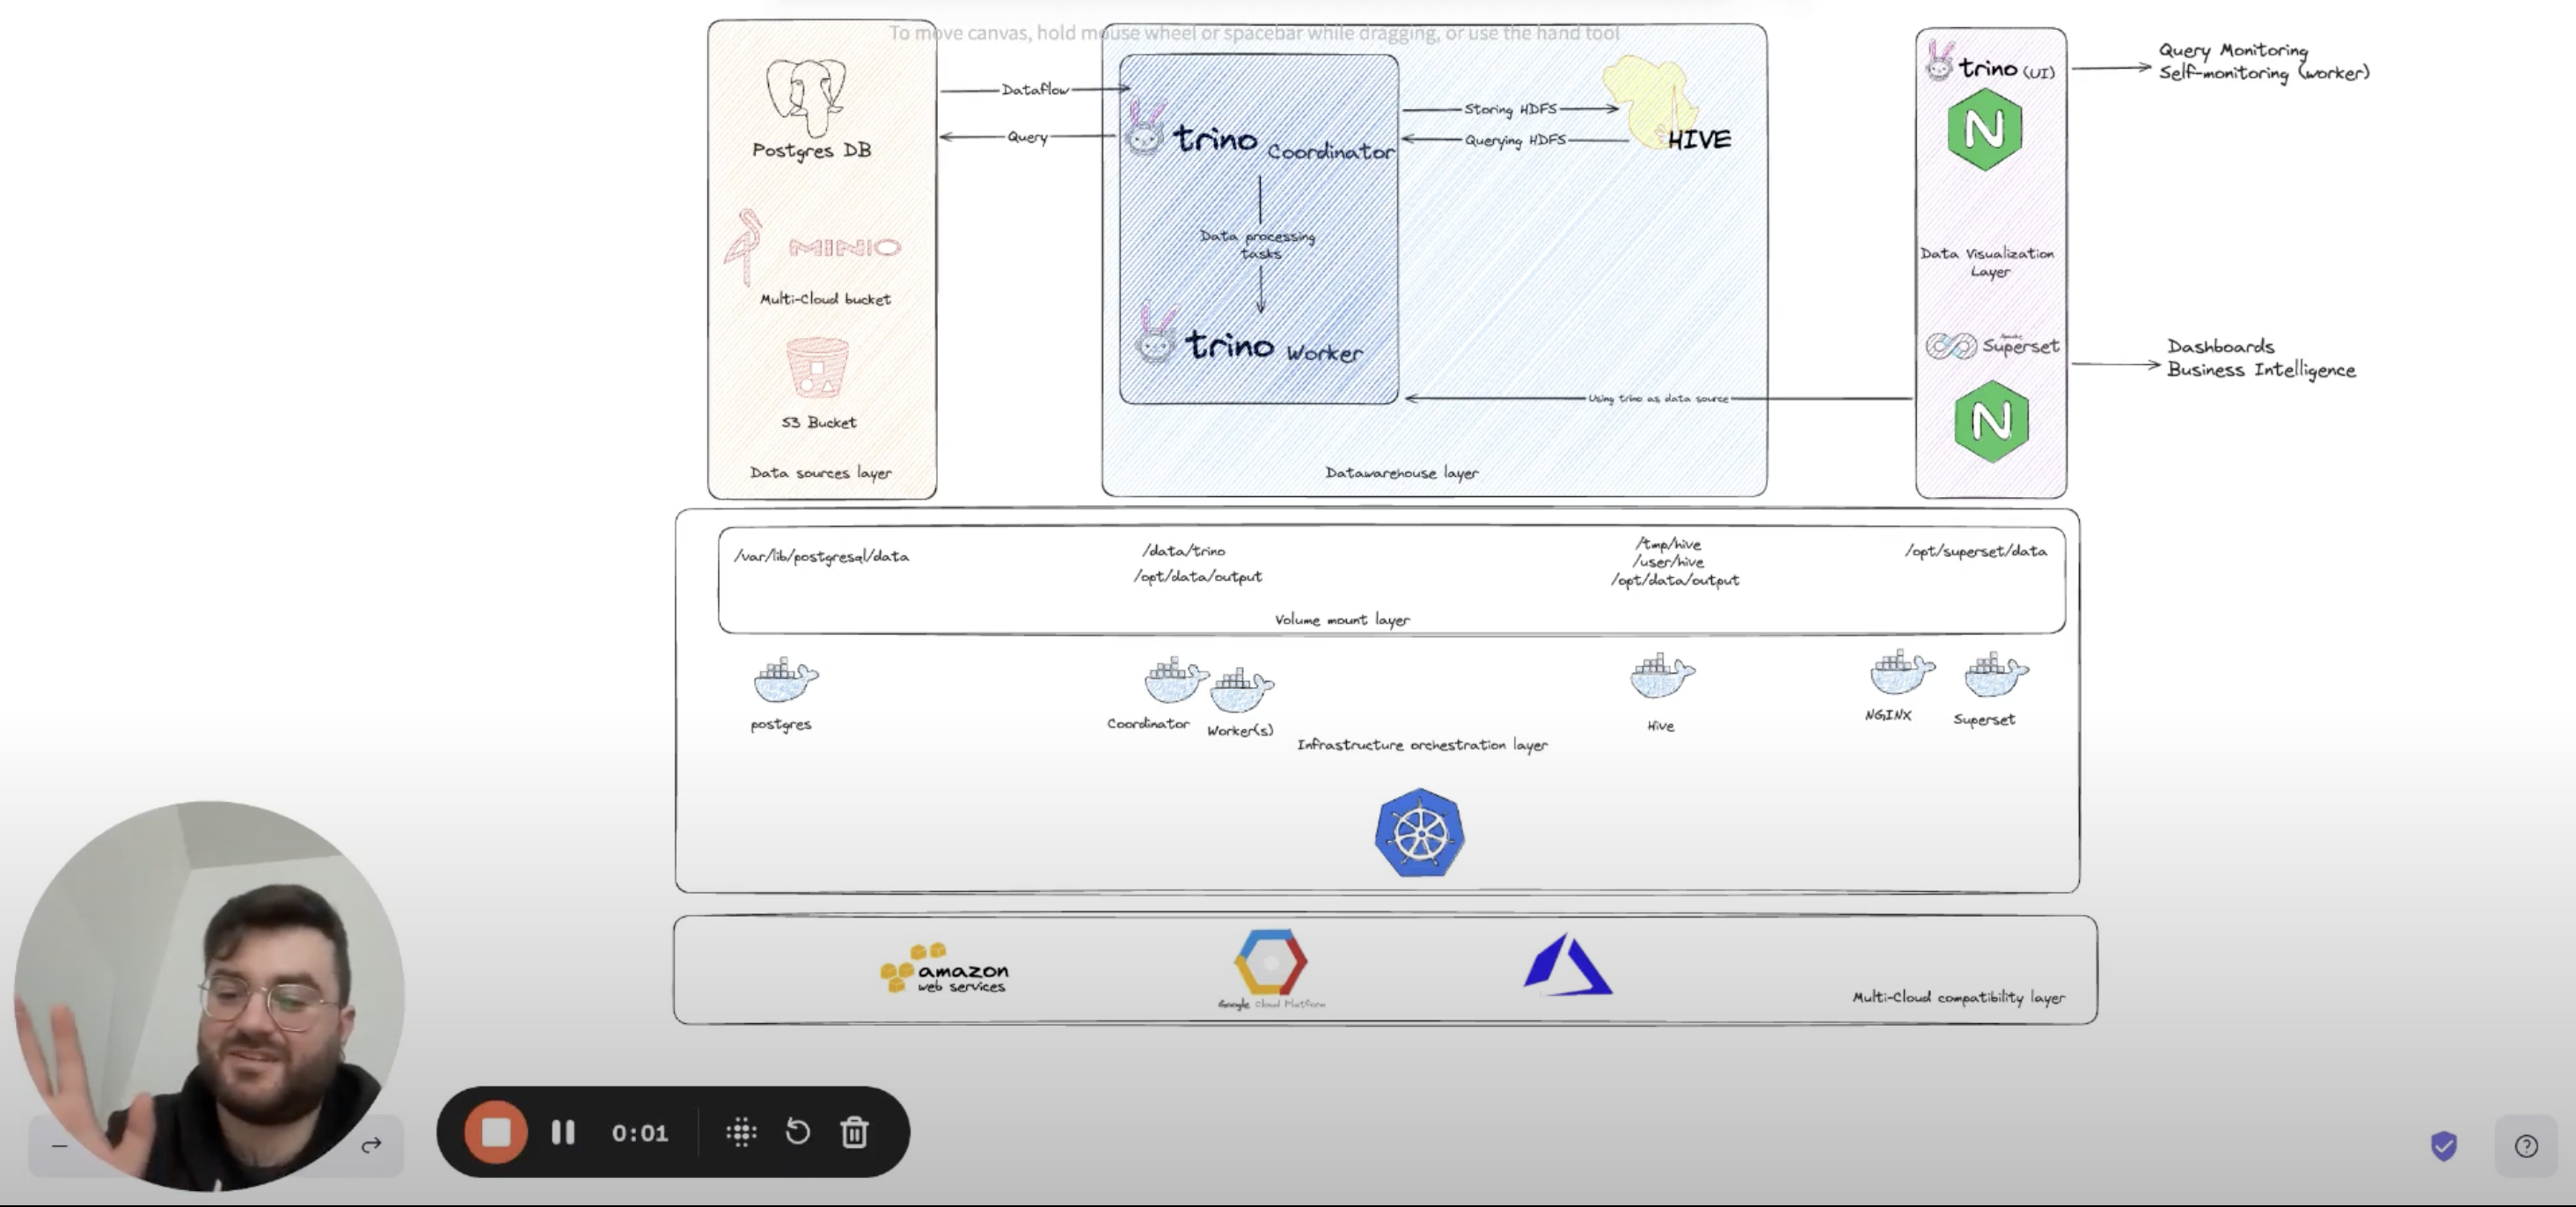 To move canvas, hold mouse wheel or spacebar while dragging, or use the hand tool
Postgres DB
MINIO
Multi-Cloud bucket
S3 Bucket
Data sources layer
Dataflow
Query
trino Coordinator
Data processing
tasks
trino Worker
Storing HDFS
Querying HDFS
HIVE
Using trino as data source
Datawarehouse layer
trino (UI)
N
Data Visualization
Layer
Apache
Superset
N
Query Monitoring
Self-monitoring (worker)
Dashboards
Business Intelligence
/var/lib/postgresql/data
/data/trino
/opt/data/output
/tmp/hive
/user/hive
/opt/data/output
/opt/superset/data
Volume mount layer
postgres
Coordinator
Worker(s)
Hive
NGINX
Superset
Infrastructure orchestration layer
amazon
web services
Google Cloud Platform
Multi-Cloud compatibility layer
0:01